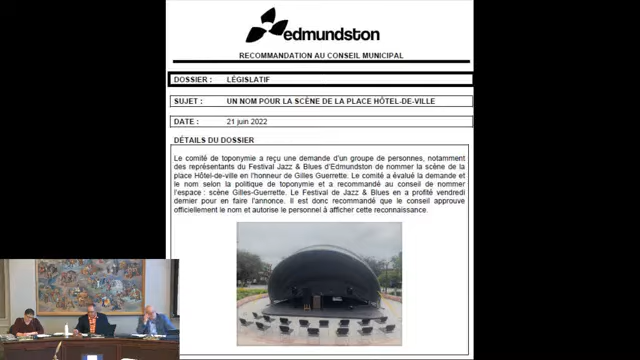 edmundston
RECOMMANDATION AU CONSEIL MUNICIPAL
DOSSIER : LÉGISLATIF
SUJET : UN NOM POUR LA SCÈNE DE LA PLACE HÔTEL-DE-VILLE
DATE : 21 juin 2022
DÉTAILS DU DOSSIER
Le comité de toponymie a reçu une demande d'un groupe de personnes, notamment
des représentants du Festival Jazz & Blues d'Edmundston de nommer la scène de la
place Hôtel-de-ville en l'honneur de Gilles Guerrette. Le comité a évalué la demande et
le nom selon la politique de toponymie et a recommandé au conseil de nommer
l'espace : scène Gilles-Guerrette. Le Festival de Jazz & Blues en a profité vendredi
dernier pour en faire l'annonce. Il est donc recommandé que le conseil approuve
officiellement le nom et autorise le personnel à afficher cette reconnaissance.